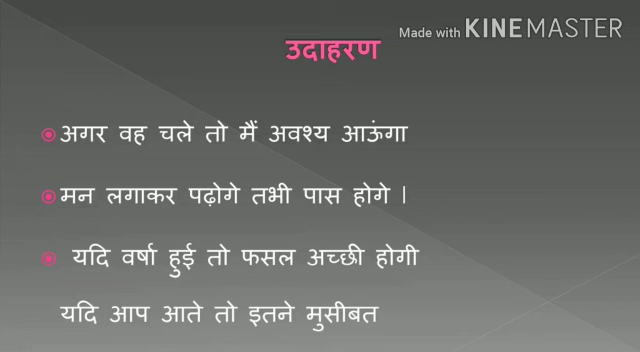 Made with KINEMASTER
उदाहरण
अगर वह चले तो मैं अवश्य आऊंगा
मन लगाकर पढ़ोगे तभी पास होगे |
यदि वर्षा हुई तो फसल अच्छी होगी
यदि आप आते तो इतने मुसीबत